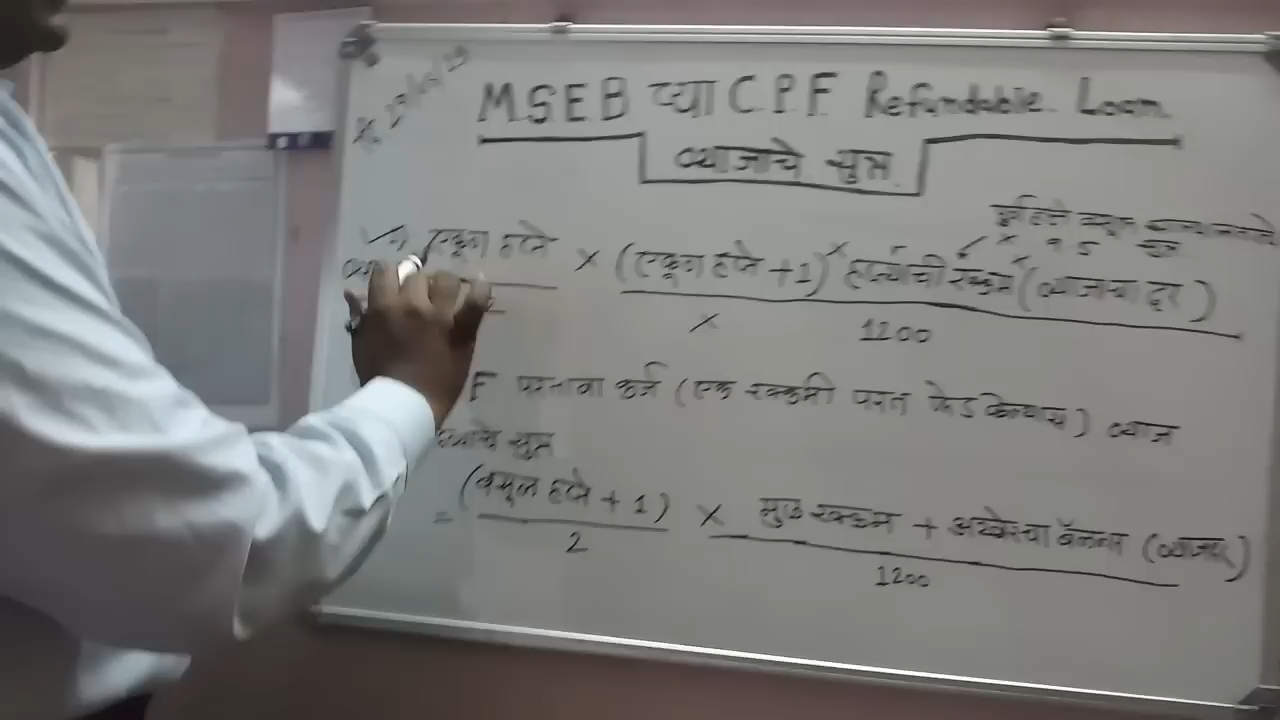 MSEB च्या C.P.F Refundable Loan
व्याजाचे सुत्र
एकूण हप्ते × (एकूण हप्ते +1) × हप्त्याची रक्कम (व्याजाचा दर)
× 1200
F परतावा कर्ज (एक रक्कमी परत फेड केल्यास) व्याज
सुत्र
= (वसूल हप्ते + 1) × मुळ रक्कम + अखेरचा बॅलन्स (व्याजदर)
2 1200